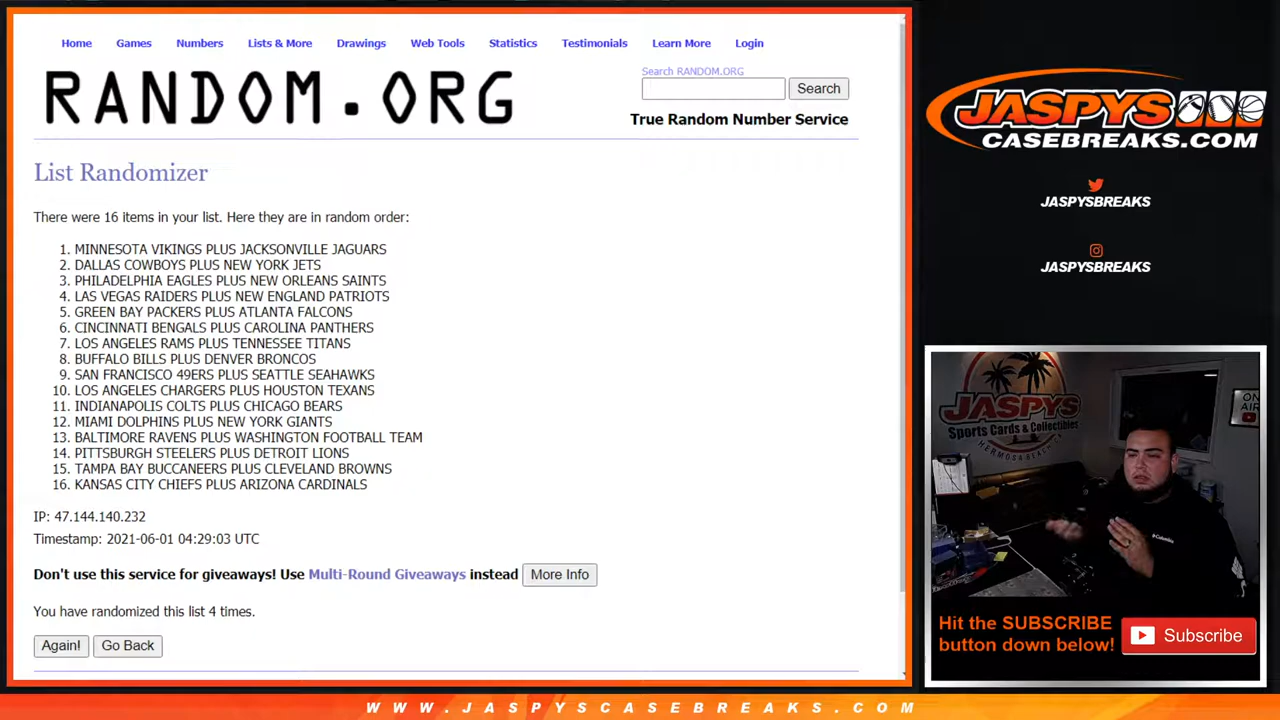 Home Games Numbers Lists & More Drawings Web Tools Statistics Testimonials Learn More Login
RANDOM.ORG
Search RANDOM.ORG
Search
True Random Number Service
List Randomizer
There were 16 items in your list. Here they are in random order:
1. MINNESOTA VIKINGS PLUS JACKSONVILLE JAGUARS
2. DALLAS COWBOYS PLUS NEW YORK JETS
3. PHILADELPHIA EAGLES PLUS NEW ORLEANS SAINTS
4. LAS VEGAS RAIDERS PLUS NEW ENGLAND PATRIOTS
5. GREEN BAY PACKERS PLUS ATLANTA FALCONS
6. CINCINNATI BENGALS PLUS CAROLINA PANTHERS
7. LOS ANGELES RAMS PLUS TENNESSEE TITANS
8. BUFFALO BILLS PLUS DENVER BRONCOS
9. SAN FRANCISCO 49ERS PLUS SEATTLE SEAHAWKS
10. LOS ANGELES CHARGERS PLUS HOUSTON TEXANS
11. INDIANAPOLIS COLTS PLUS CHICAGO BEARS
12. MIAMI DOLPHINS PLUS NEW YORK GIANTS
13. BALTIMORE RAVENS PLUS WASHINGTON FOOTBALL TEAM
14. PITTSBURGH STEELERS PLUS DETROIT LIONS
15. TAMPA BAY BUCCANEERS PLUS CLEVELAND BROWNS
16. KANSAS CITY CHIEFS PLUS ARIZONA CARDINALS
IP: 47.144.140.232
Timestamp: 2021-06-01 04:29:03 UTC
Don't use this service for giveaways! Use Multi-Round Giveaways instead More Info
You have randomized this list 4 times.
Again! Go Back
JASPYS
CASEBREAKS.COM
JASPYSBREAKS
JASPYSBREAKS
JASPYS
Sports Cards & Collectibles
HERMOSA BEACH
ON
AIR
Columbia
Hit the SUBSCRIBE
button down below!
Subscribe
WWW.JASPYSCASEBREAKS.COM